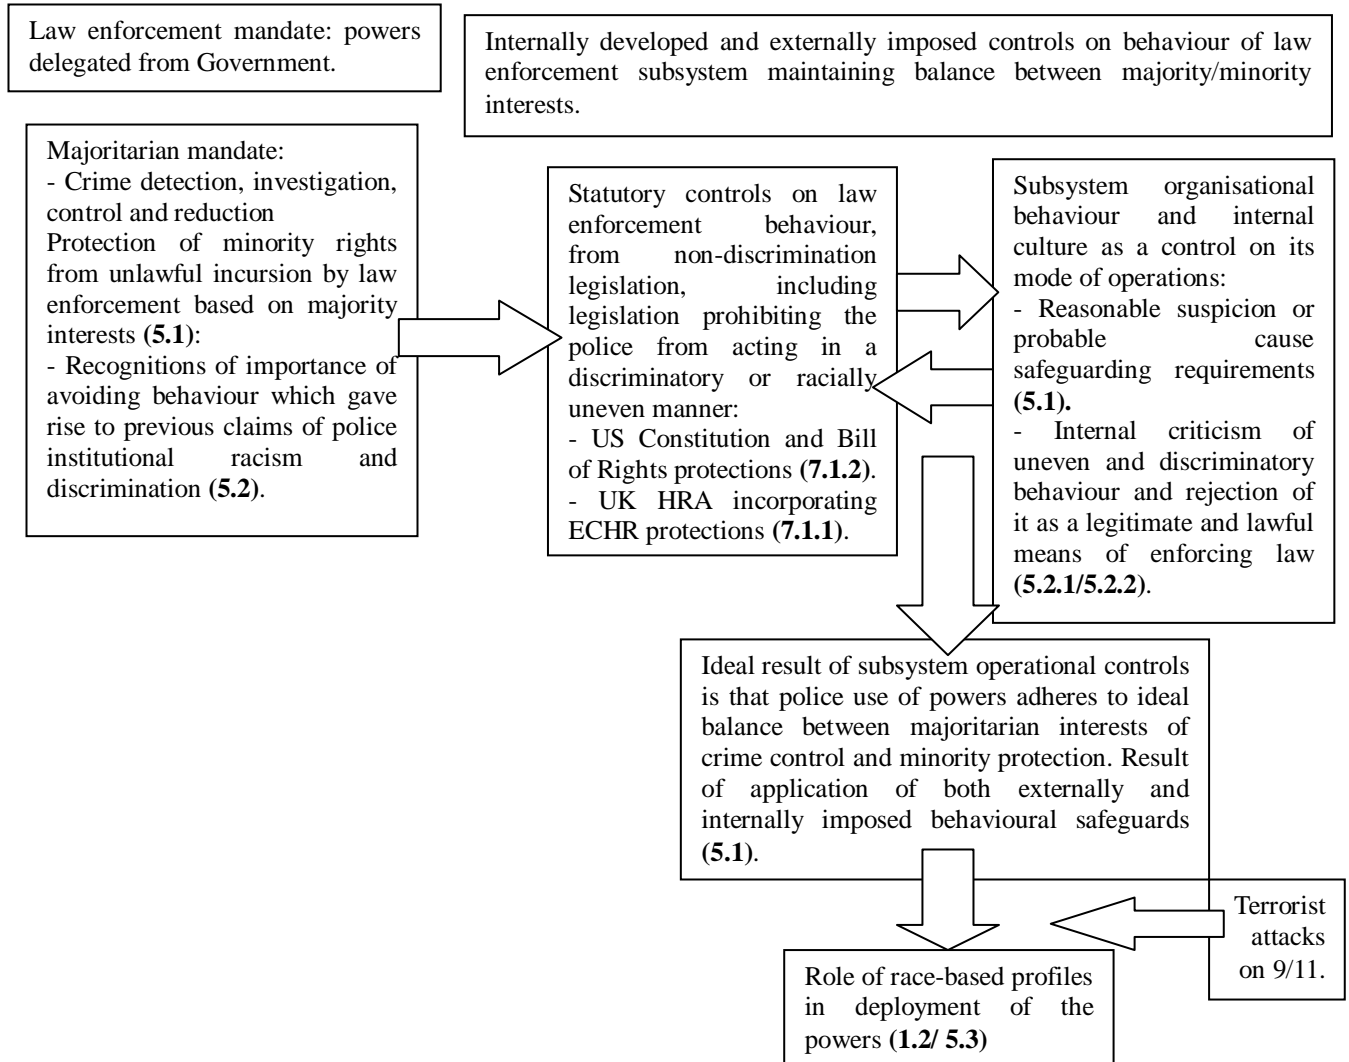 Law enforcement mandate: powers
delegated from Government.
Internally developed and externally imposed controls on behaviour of law
enforcement subsystem maintaining balance between majority/minority
interests.
Majoritarian mandate:
- Crime detection, investigation,
control and reduction
Protection of minority rights
from unlawful incursion by law
enforcement based on majority
interests (5.1):
- Recognitions of importance of
avoiding behaviour which gave
rise to previous claims of police
institutional racism and
discrimination (5.2).
Statutory controls on law
enforcement behaviour,
from non-discrimination
legislation, including
legislation prohibiting the
police from acting in a
discriminatory or racially
uneven manner:
- US Constitution and Bill
of Rights protections (7.1.2).
- UK HRA incorporating
ECHR protections (7.1.1).
Subsystem organisational
behaviour and internal
culture as a control on its
mode of operations:
- Reasonable suspicion or
probable cause
safeguarding requirements
(5.1).
- Internal criticism of
uneven and discriminatory
behaviour and rejection of
it as a legitimate and lawful
means of enforcing law
(5.2.1/5.2.2).
Ideal result of subsystem operational controls
is that police use of powers adheres to ideal
balance between majoritarian interests of
crime control and minority protection. Result
of application of both externally and
internally imposed behavioural safeguards
(5.1).
Terrorist
attacks
on 9/11.
Role of race-based profiles
in deployment of the
powers (1.2/ 5.3)